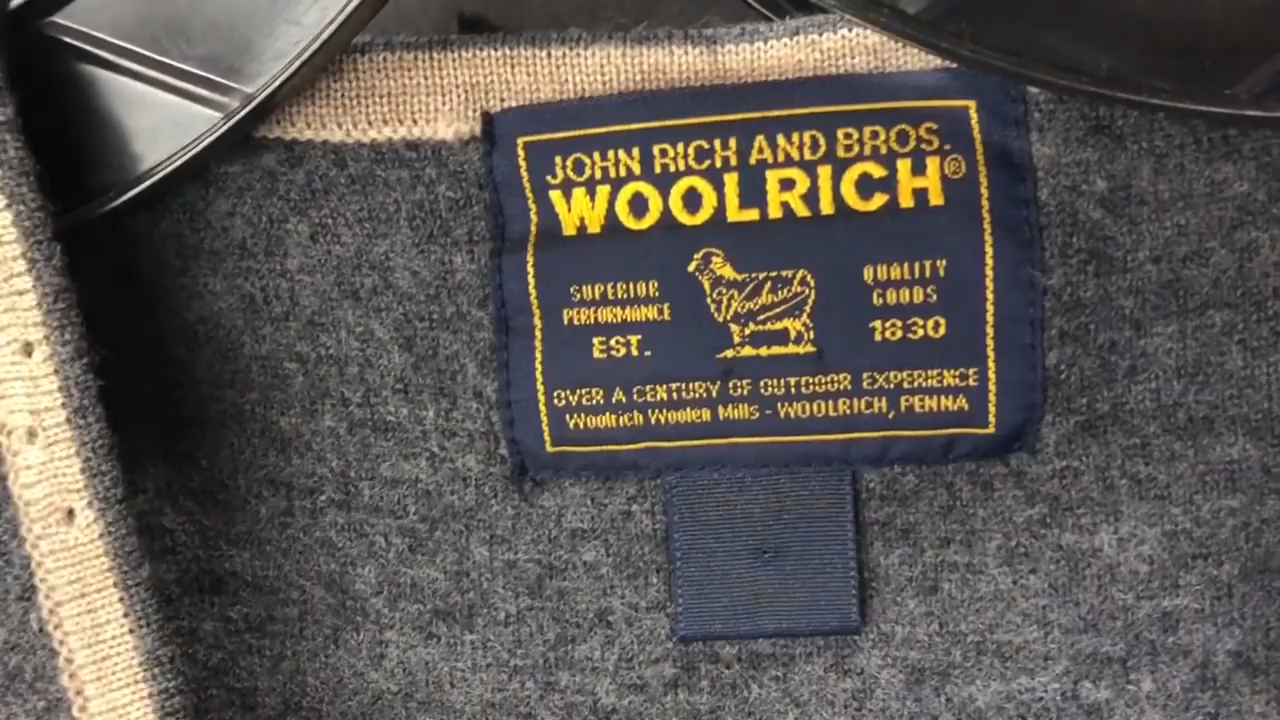 JOHN RICH AND BROS.
WOOLRICH®
SUPERIOR
PERFORMANCE
EST.
Woolrich
QUALITY
GOODS
1830
OVER A CENTURY OF OUTDOOR EXPERIENCE
Woolrich Woolen Mills - WOOLRICH, PENNA